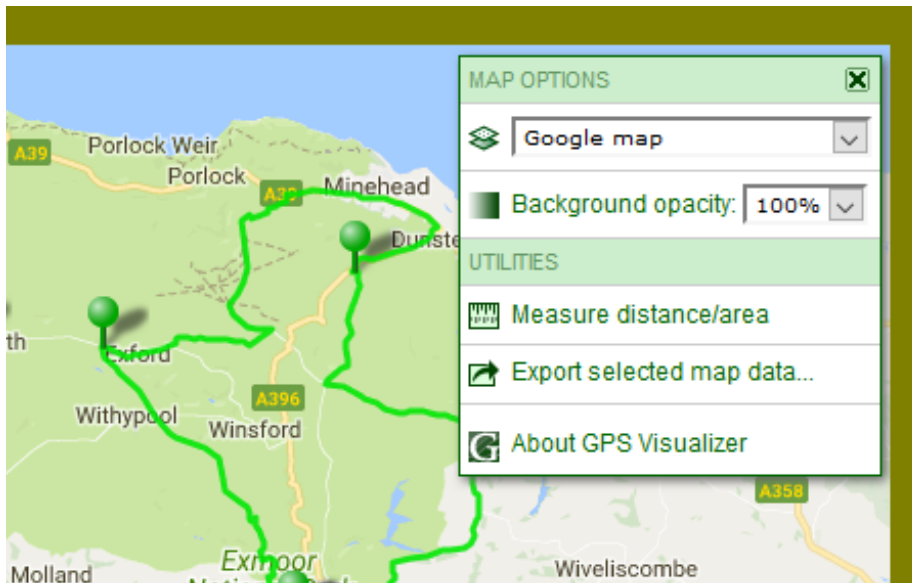 MAP OPTIONS
Google map
Background opacity: 100%
UTILITIES
Measure distance/area
Export selected map data...
About GPS Visualizer
A39
Porlock Weir
Porlock
A39
Minehead
Dunste
th
Exford
A396
Withypool
Winsford
A358
Exmoor
Molland
Wiveliscombe